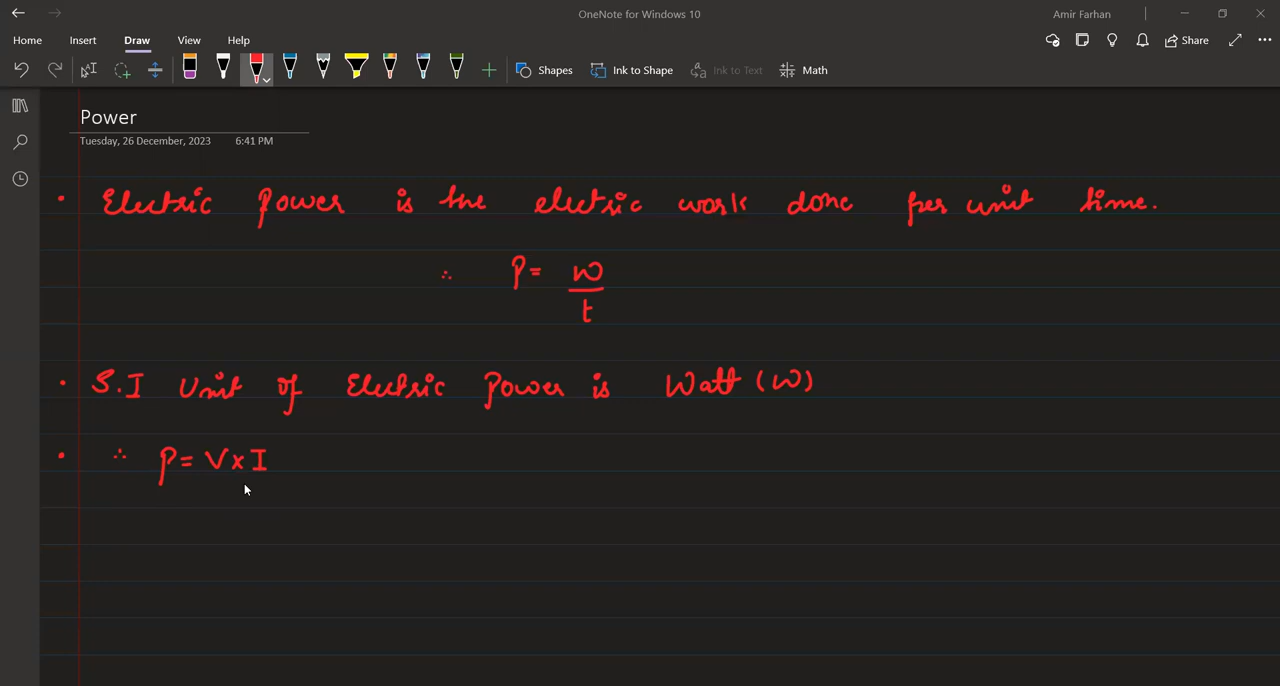 OneNote for Windows 10
Amir Farhan
Home Insert Draw View Help
Share
Shapes Ink to Shape Ink to Text Math
Power
Tuesday, 26 December, 2023 6:41 PM
• Electric Power is the electric work done per unit time.
∴ P = W
t
• S.I Unit of Electric Power is Watt (W)
• ∴ P = V x I